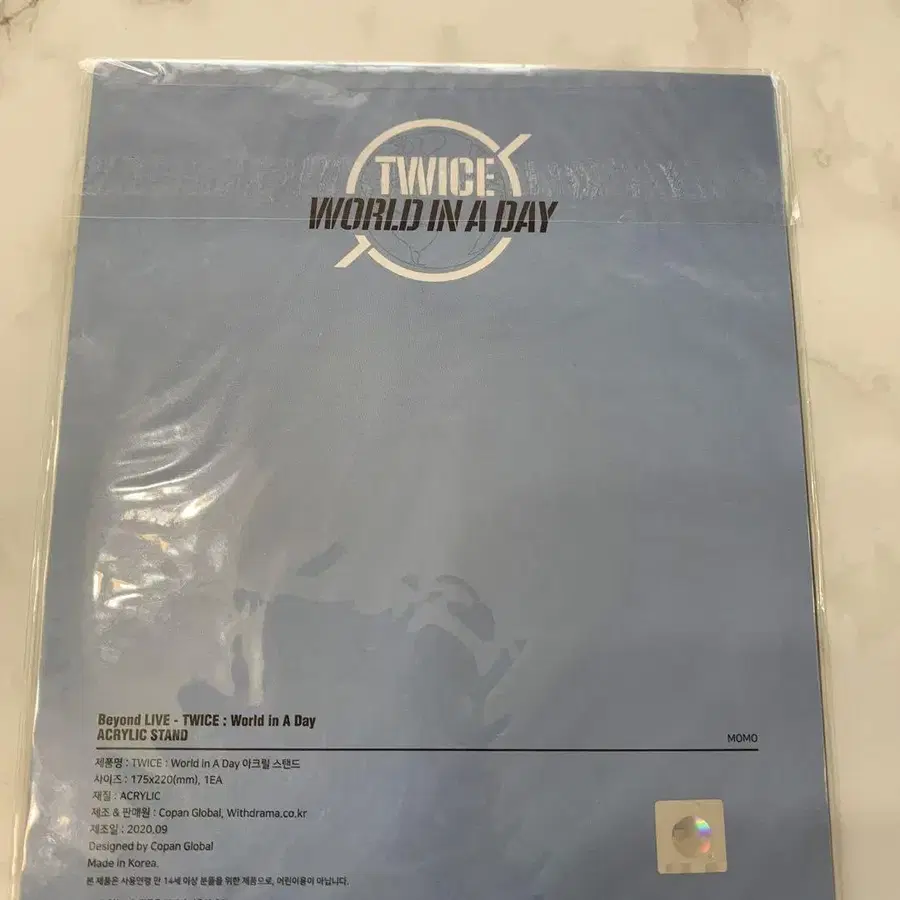 TWICE
WORLD IN A DAY
Beyond LIVE - TWICE : World in A Day
ACRYLIC STAND
MOMO
제품명 : TWICE : World in A Day 아크릴 스탠드
사이즈 : 175x220(mm), 1EA
재질 : ACRYLIC
제조 & 판매원 : Copan Global, Withdrama.co.kr
제조일 : 2020.09
Designed by Copan Global
Made in Korea.
본 제품은 사용연령 만 14세 이상 분들을 위한 제품으로, 어린이용이 아닙니다.